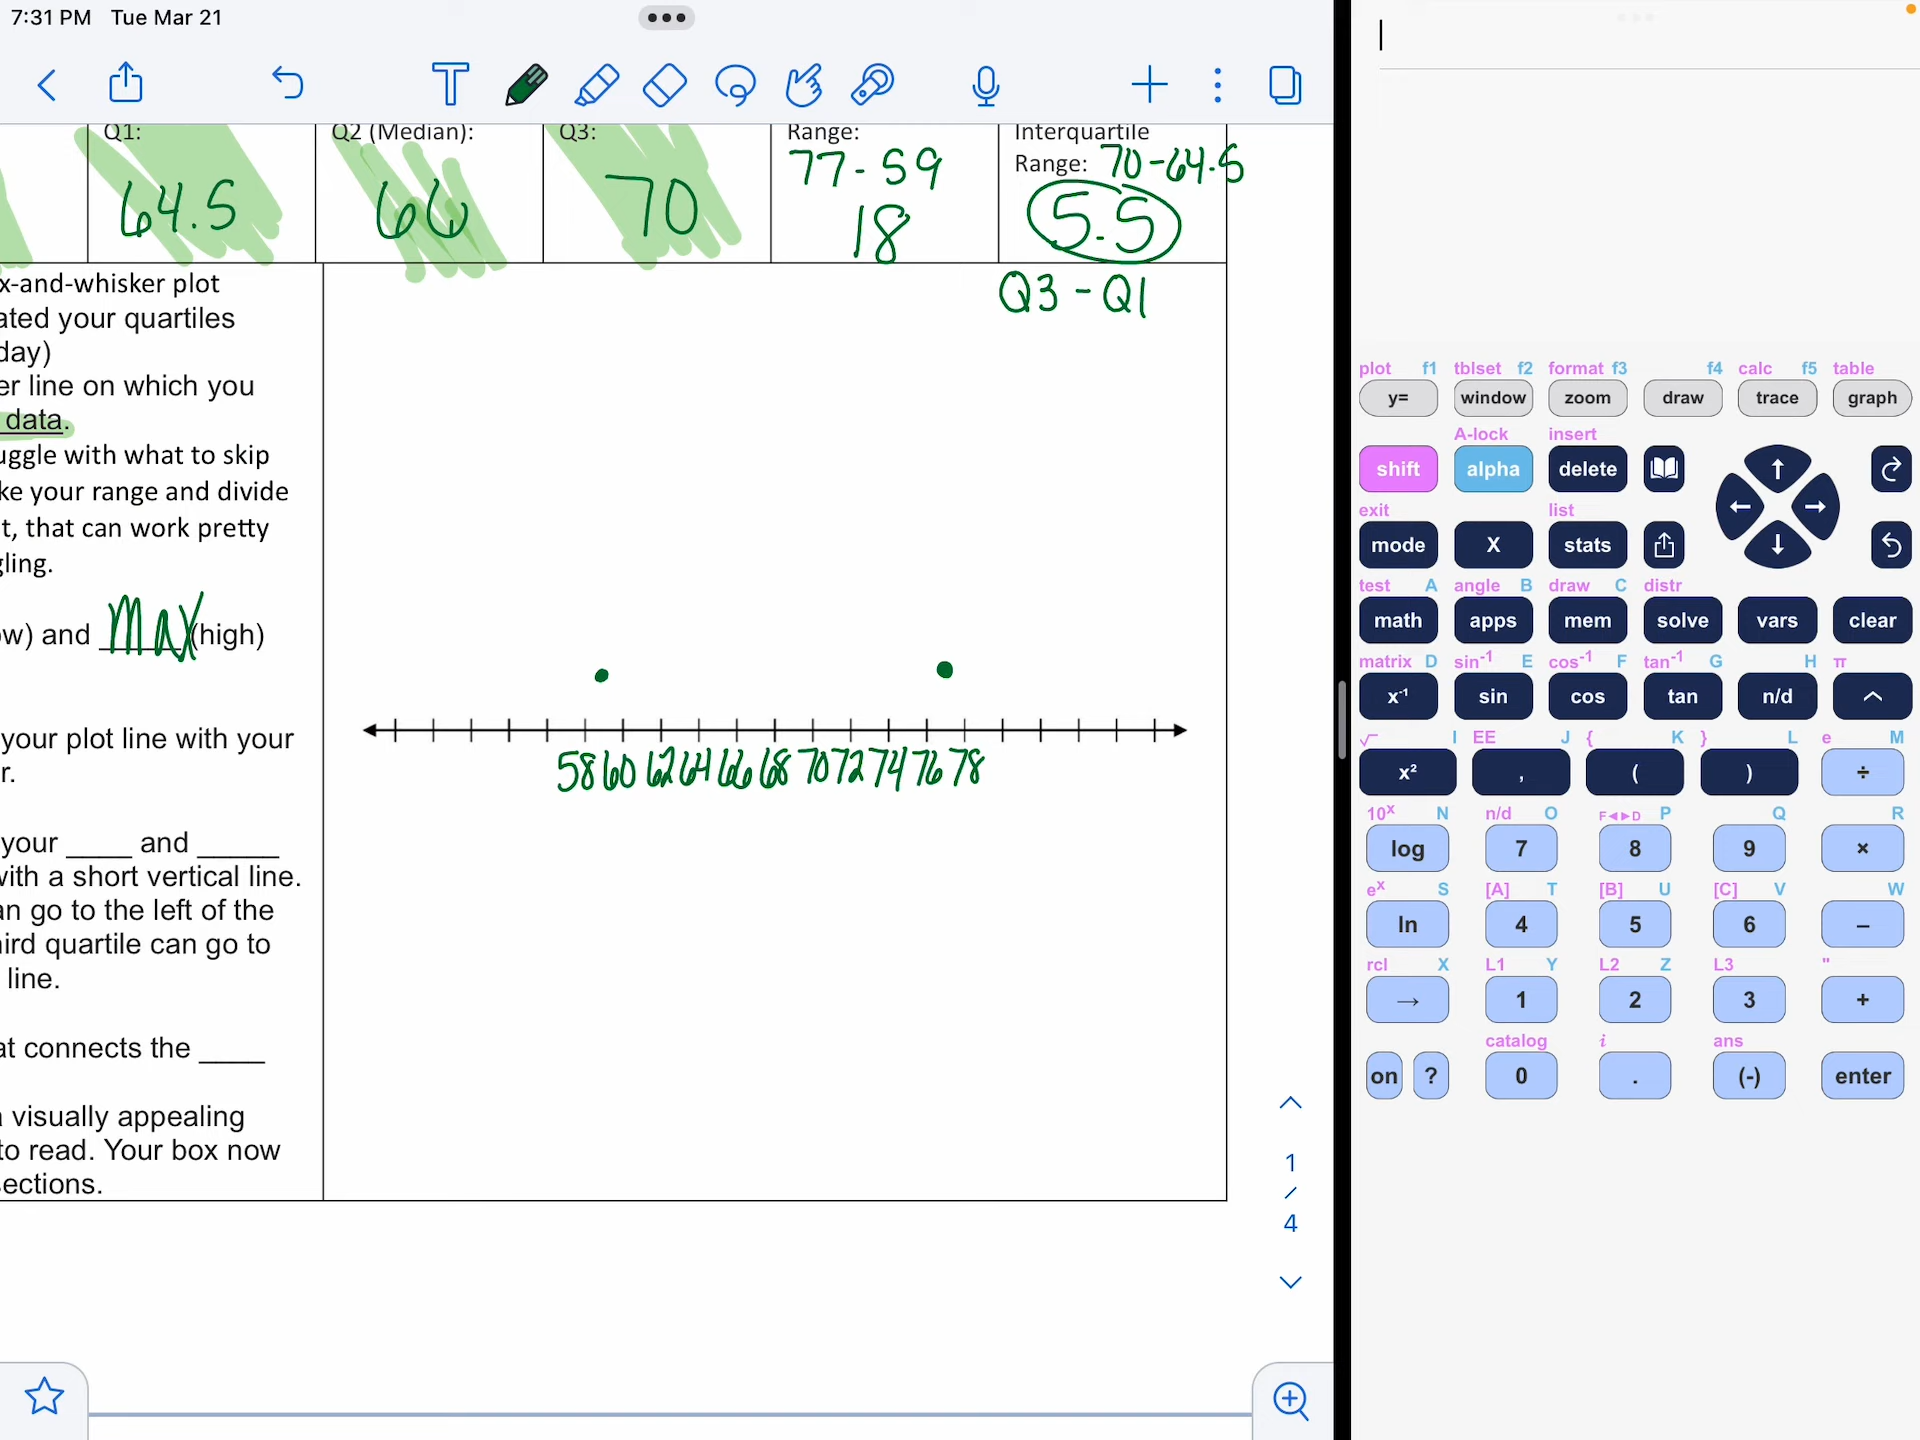 7:31 PM Tue Mar 21
Q1:
64.5
Q2 (Median):
66
Q3:
70
Range:
77-59
18
Interquartile
Range: 70-64.5
5.5
Q3 - Q1
x-and-whisker plot
ated your quartiles
day)
er line on which you
data.
uggle with what to skip
ke your range and divide
t, that can work pretty
gling.
ow) and max (high)
your plot line with your
r.
your ____ and _____
with a short vertical line.
an go to the left of the
hird quartile can go to
line.
at connects the ____
a visually appealing
to read. Your box now
sections.
58 60 62 64 66 68 70 72 74 76 78
1
/
4
plot f1 tblset f2 format f3 f4 calc f5 table
y= window zoom draw trace graph
A-lock insert
shift alpha delete
exit list
mode X stats
test A angle B draw C distr
math apps mem solve vars clear
matrix D sin⁻¹ E cos⁻¹ F tan⁻¹ G H π
x⁻¹ sin cos tan n/d ^
√ I EE J { K } L e M
x² , ( ) ÷
10ˣ N n/d O F◄►D P Q R
log 7 8 9 ×
eˣ S [A] T [B] U [C] V W
ln 4 5 6 –
rcl X L1 Y L2 Z L3 "
→ 1 2 3 +
catalog i ans
on ? 0 . (-) enter